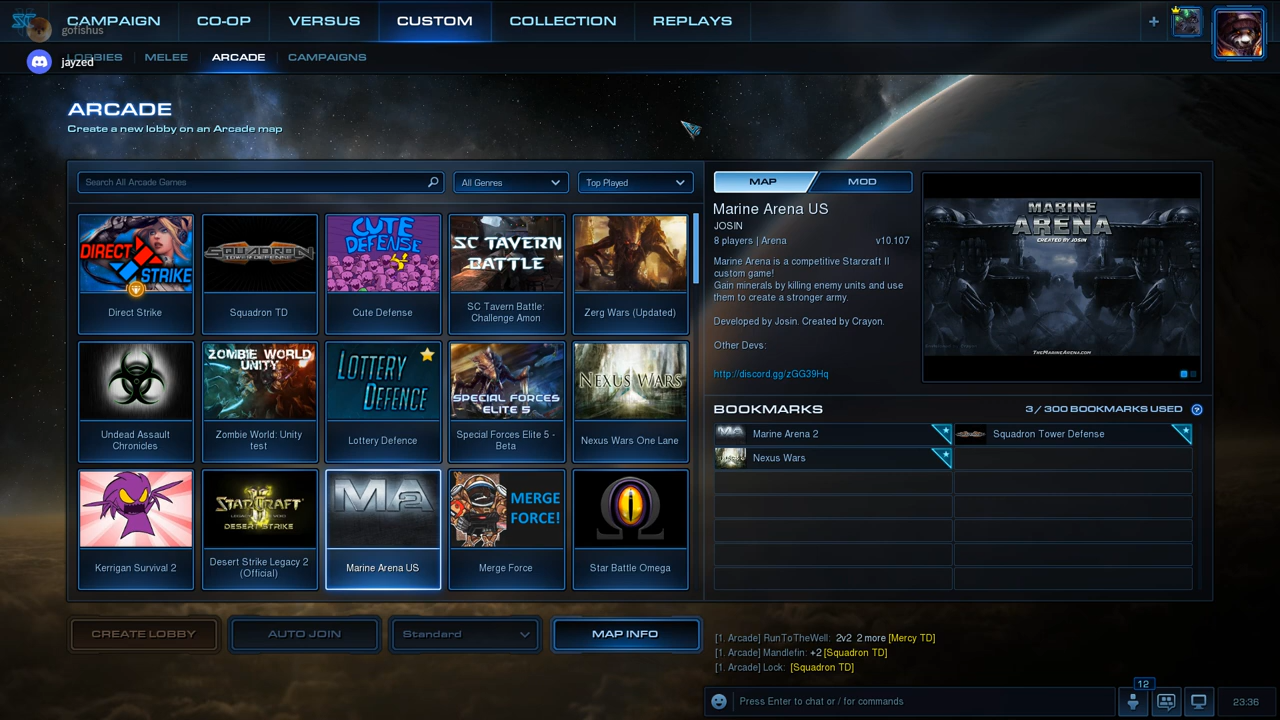 CAMPAIGN
CO-OP
VERSUS
CUSTOM
COLLECTION
REPLAYS
gofishus
LOBBIES
MELEE
ARCADE
CAMPAIGNS
jayzed
ARCADE
Create a new lobby on an Arcade map
Search All Arcade Games
All Genres
Top Played
MAP
MOD
Marine Arena US
JOSIN
8 players | Arena
v10.107
Marine Arena is a competitive Starcraft II
custom game!
Gain minerals by killing enemy units and use
them to create a stronger army.
Developed by Josin. Created by Crayon.
Other Devs:
http://discord.gg/zGG39Hq
MARINE
ARENA
CREATED BY JOSIN
THEMARINEARENA.COM
DIRECT
STRIKE
Direct Strike
SQUADRON
TOWER DEFENSE
Squadron TD
CUTE
DEFENSE
Cute Defense
SC TAVERN
BATTLE
SC Tavern Battle:
Challenge Amon
Zerg Wars (Updated)
Undead Assault
Chronicles
ZOMBIE WORLD
UNITY
Zombie World: Unity
test
LOTTERY
DEFENCE
Lottery Defence
SPECIAL FORCES
ELITE 5
Special Forces Elite 5 -
Beta
NEXUS WARS
Nexus Wars One Lane
Kerrigan Survival 2
STARCRAFT
II
DESERT STRIKE
Desert Strike Legacy 2
(Official)
MA2
Marine Arena US
MERGE
FORCE!
Merge Force
Star Battle Omega
BOOKMARKS
3 / 300 BOOKMARKS USED
?
Marine Arena 2
Squadron Tower Defense
Nexus Wars
CREATE LOBBY
AUTO JOIN
Standard
MAP INFO
[1. Arcade] RunToTheWell: 2v2 2 more [Mercy TD]
[1. Arcade] Mandlefin: +2 [Squadron TD]
[1. Arcade] Lock: [Squadron TD]
12
Press Enter to chat or / for commands
23:36